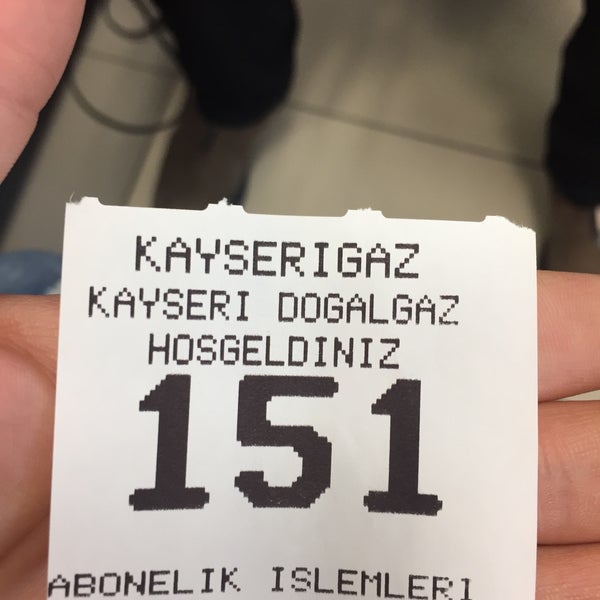 KAYSERIGAZ
KAYSERI DOGALGAZ
HOSGELDINIZ
151
ABONELIK ISLEMLERI